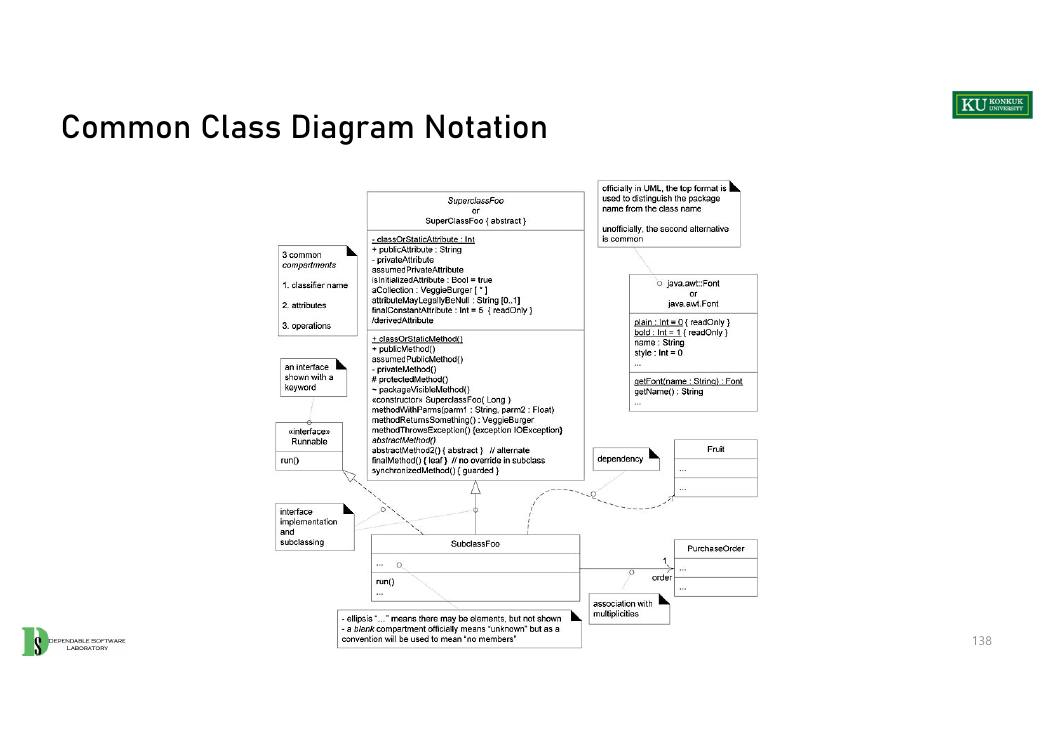 KU KONKUK
UNIVERSITY
Common Class Diagram Notation
officially in UML, the top format is
used to distinguish the package
name from the class name
unofficially, the second alternative
is common
SuperclassFoo
or
SuperClassFoo { abstract }
- classOrStaticAttribute : Int
+ publicAttribute : String
- privateAttribute
assumedPrivateAttribute
isInitializedAttribute : Bool = true
aCollection : VeggieBurger [ * ]
attributeMayLegallyBeNull : String [0..1]
finalConstantAttribute : Int = 5 { readOnly }
/derivedAttribute
+ classOrStaticMethod()
+ publicMethod()
assumedPublicMethod()
- privateMethod()
# protectedMethod()
~ packageVisibleMethod()
«constructor» SuperclassFoo( Long )
methodWithParms(parm1 : String, parm2 : Float)
methodReturnsSomething() : VeggieBurger
methodThrowsException() {exception IOException}
abstractMethod()
abstractMethod2() { abstract } // alternate
finalMethod() { leaf } // no override in subclass
synchronizedMethod() { guarded }
3 common
compartments
1. classifier name
2. attributes
3. operations
java.awt::Font
or
java.awt.Font
plain : Int = 0 { readOnly }
bold : Int = 1 { readOnly }
name : String
style : Int = 0
...
getFont(name : String) : Font
getName() : String
...
an interface
shown with a
keyword
«interface»
Runnable
run()
dependency
Fruit
...
...
interface
implementation
and
subclassing
SubclassFoo
...
run()
...
1
order
PurchaseOrder
...
...
association with
multiplicities
- ellipsis "..." means there may be elements, but not shown
- a blank compartment officially means "unknown" but as a
convention will be used to mean "no members"
DS DEPENDABLE SOFTWARE
LABORATORY
138